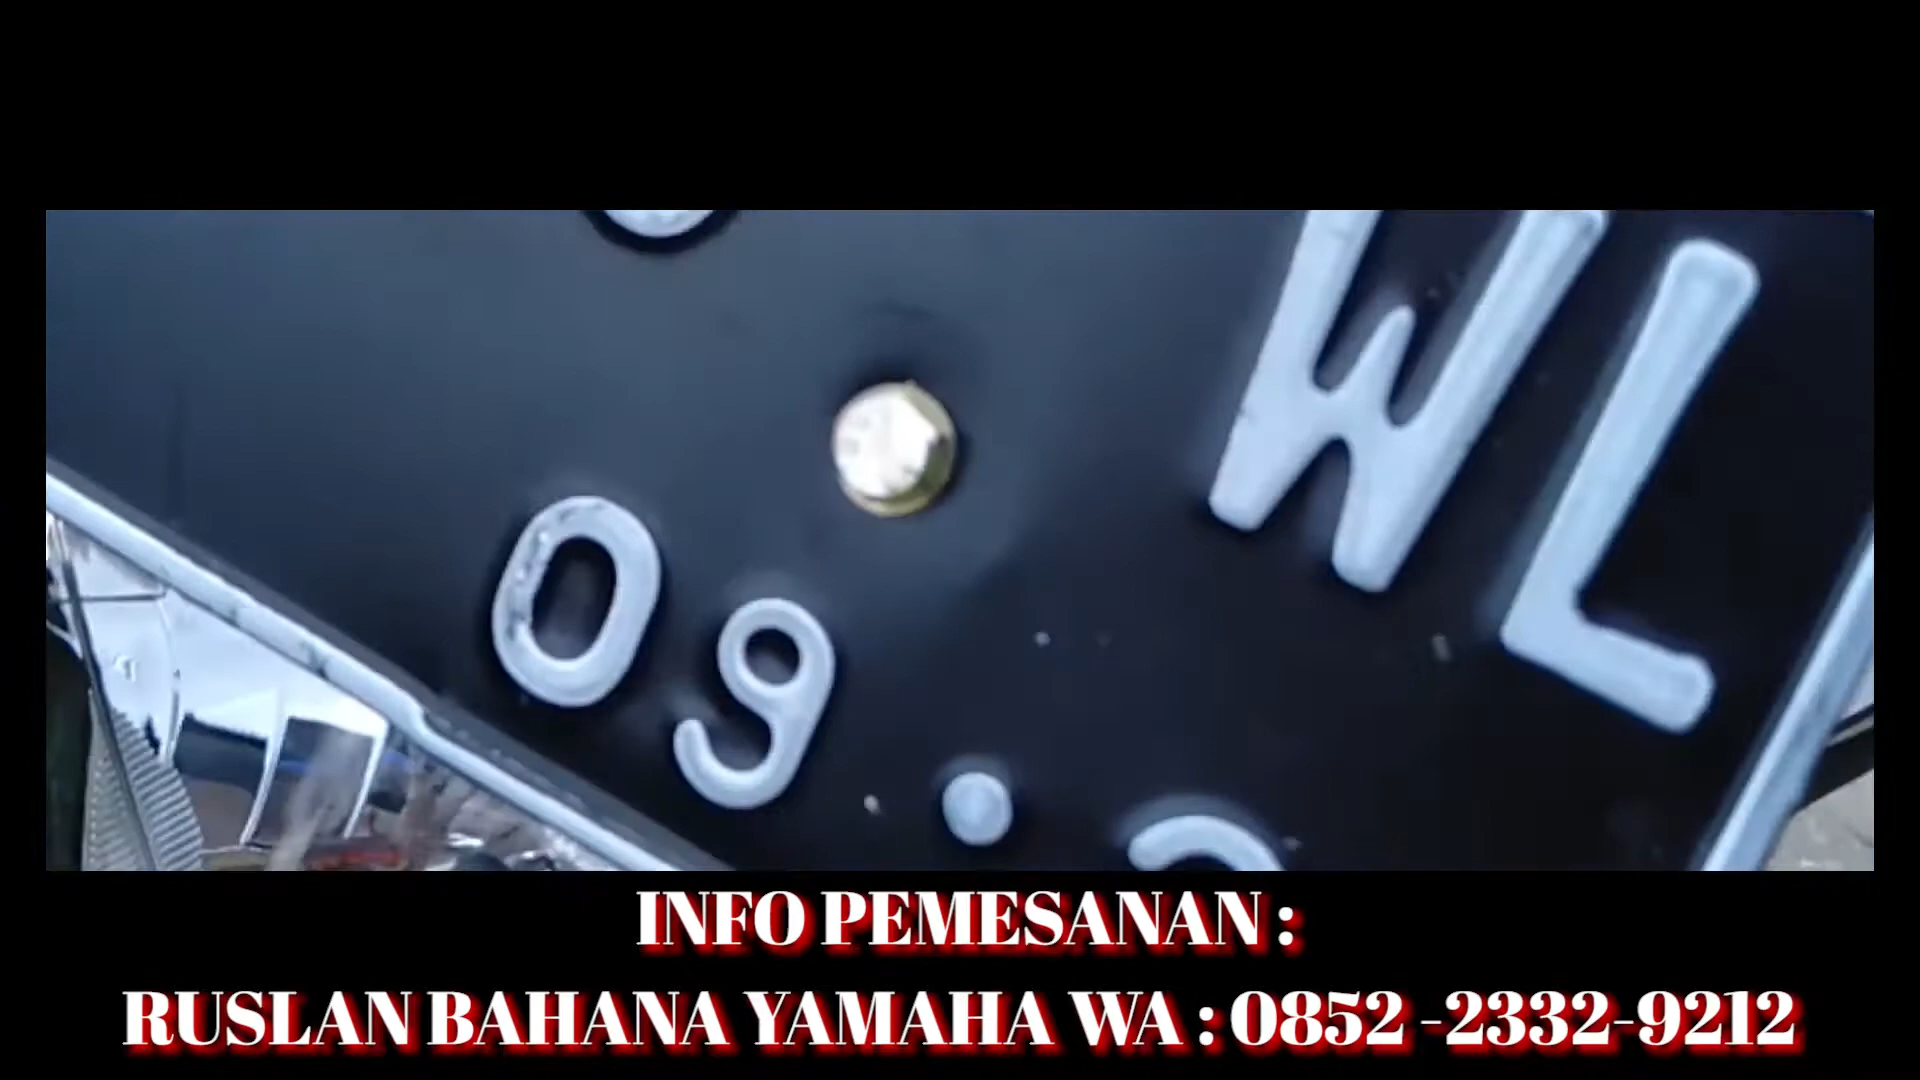 WL
09
INFO PEMESANAN :
RUSLAN BAHANA YAMAHA WA : 0852 -2332-9212